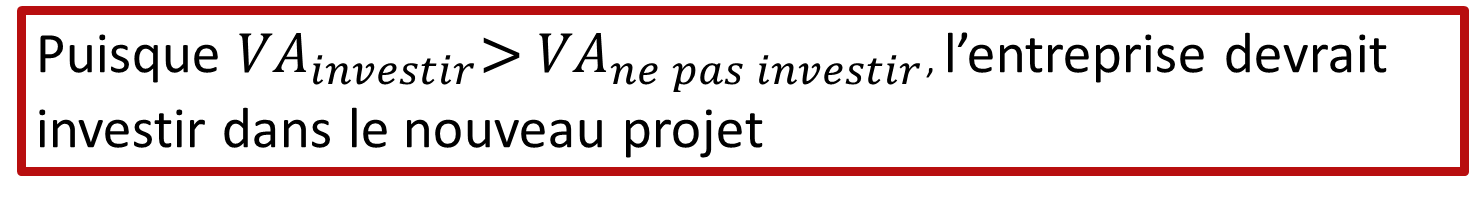 Puisque VA_investir > VA_ne pas investir, l’entreprise devrait
investir dans le nouveau projet